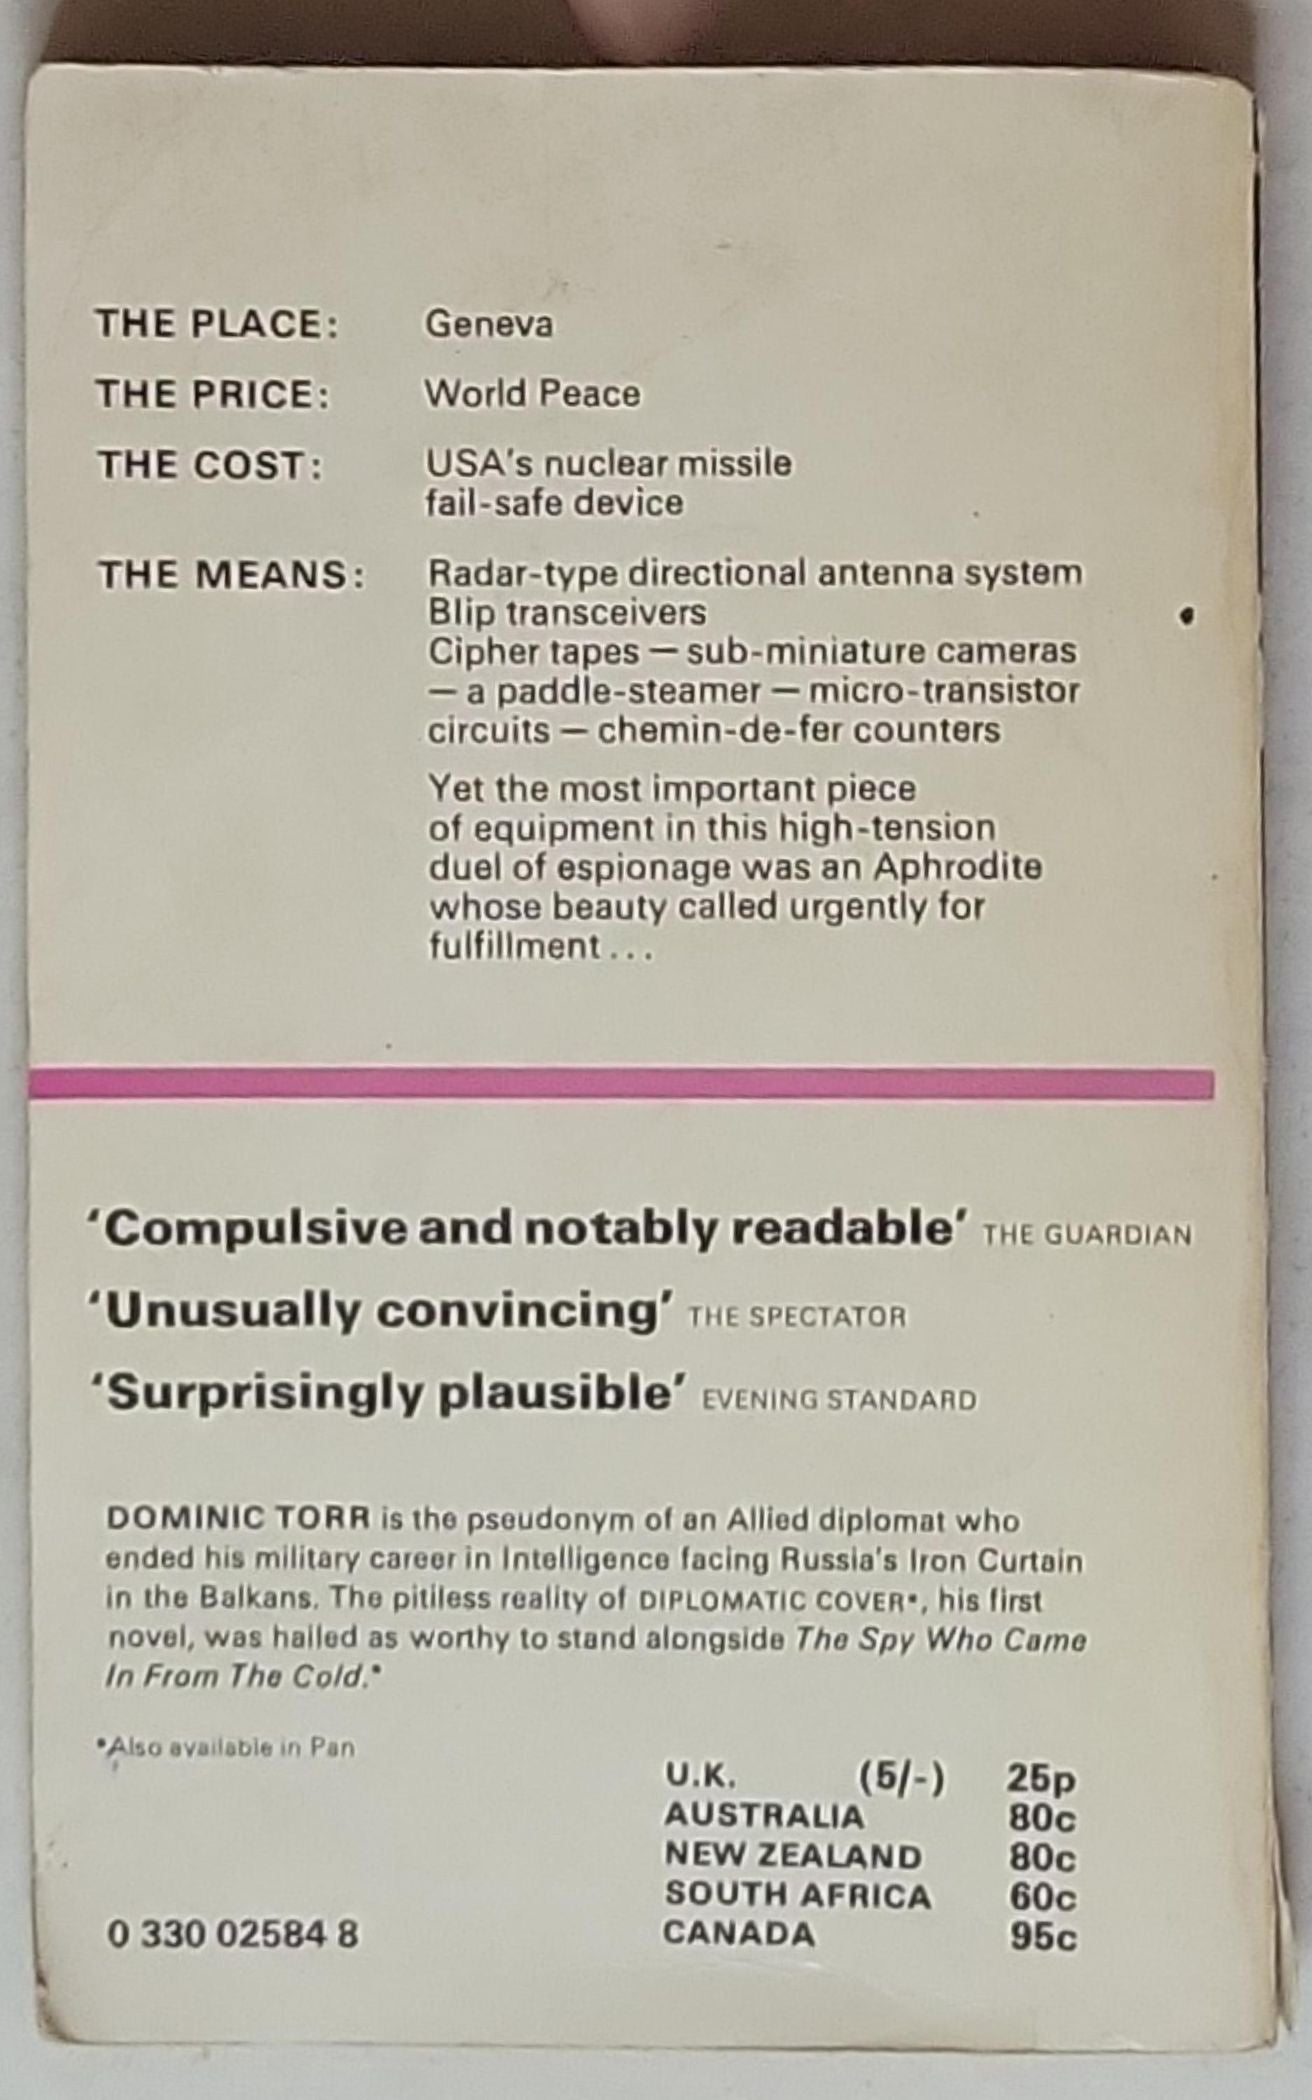 THE PLACE: Geneva
THE PRICE: World Peace
THE COST: USA's nuclear missile
fail-safe device
THE MEANS: Radar-type directional antenna system
Blip transceivers
Cipher tapes — sub-miniature cameras
— a paddle-steamer — micro-transistor
circuits — chemin-de-fer counters
Yet the most important piece
of equipment in this high-tension
duel of espionage was an Aphrodite
whose beauty called urgently for
fulfillment...
'Compulsive and notably readable' THE GUARDIAN
'Unusually convincing' THE SPECTATOR
'Surprisingly plausible' EVENING STANDARD
DOMINIC TORR is the pseudonym of an Allied diplomat who
ended his military career in Intelligence facing Russia's Iron Curtain
in the Balkans. The pitiless reality of DIPLOMATIC COVER*, his first
novel, was hailed as worthy to stand alongside The Spy Who Came
In From The Cold.*
*Also available in Pan
U.K. (5/-) 25p
AUSTRALIA 80c
NEW ZEALAND 80c
SOUTH AFRICA 60c
CANADA 95c
0 330 02584 8